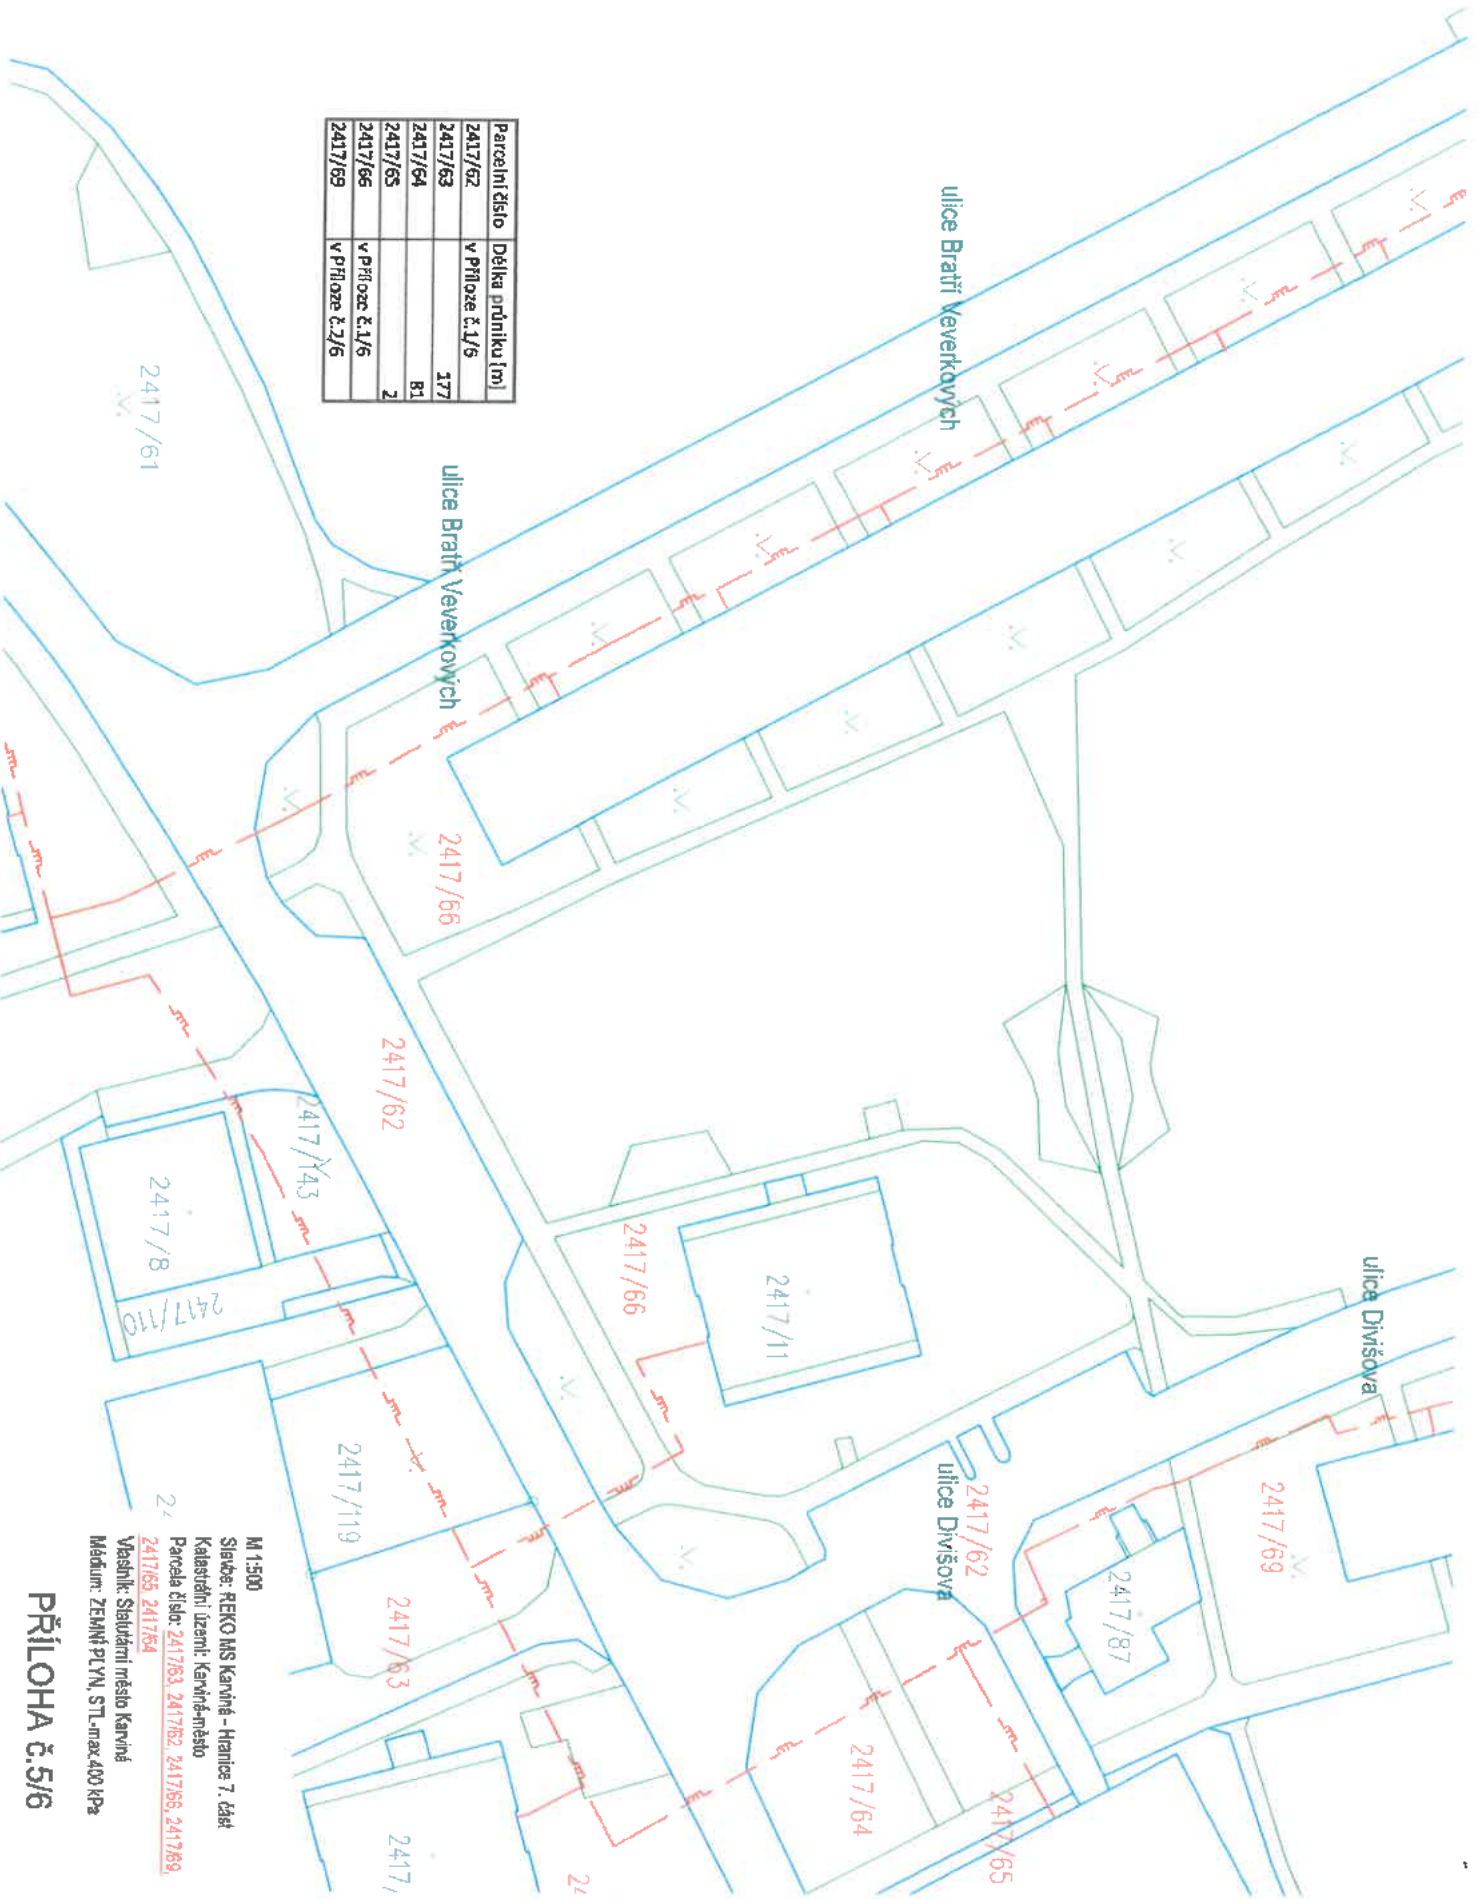 Parcelní číslo Délka průniku [m]
2417/62 v Příloze č.1/6
2417/63 177
2417/64 81
2417/65 2
2417/66 v Příloze č.1/6
2417/69 v Příloze č.2/6
ulice Bratří Veverkových
ulice Bratří Veverkových
2417/61
2417/66
2417/62
2417/143
2417/8
2417/110
2417/66
2417/11
ulice Divišova
ulice Divišova
2417/62
2417/69
2417/87
2417/119
24
2417/63
2417/64
2417/65
2417/
24
M 1:500
Stavba: REKO MS Karviná - Hranice 7. část
Katastrální území: Karviná-město
Parcela číslo: 2417/63, 2417/62, 2417/66, 2417/69,
2417/65, 2417/64
Vlastník: Statutární město Karviná
Médium: ZEMNÍ PLYN, STL-max.400 kPa
PŘÍLOHA č.5/6